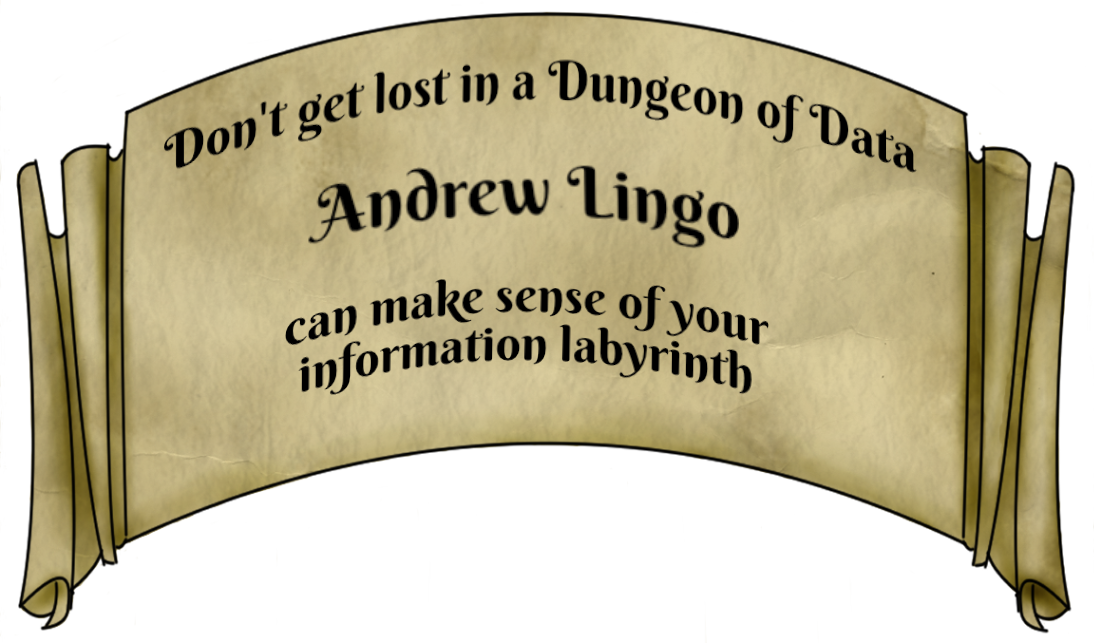 Don't get lost in a Dungeon of Data
Andrew Lingo
can make sense of your
information labyrinth